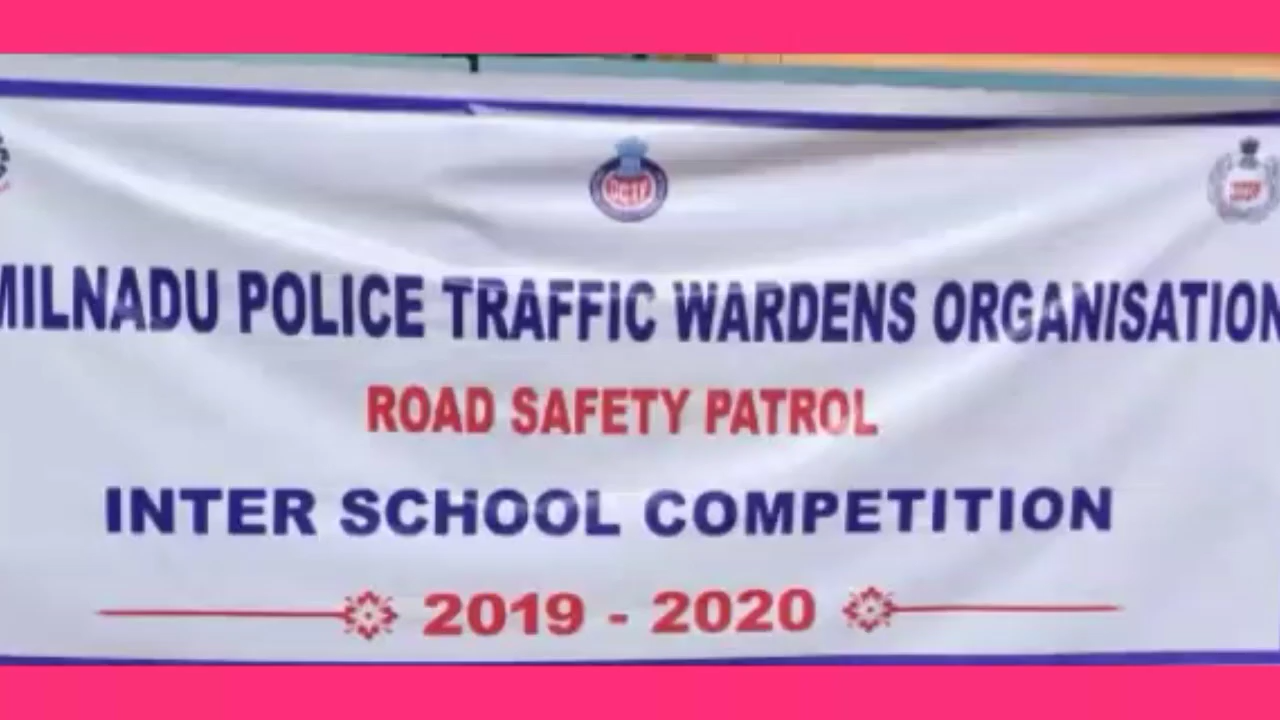 MILNADU POLICE TRAFFIC WARDENS ORGANISATION
ROAD SAFETY PATROL
INTER SCHOOL COMPETITION
2019 - 2020